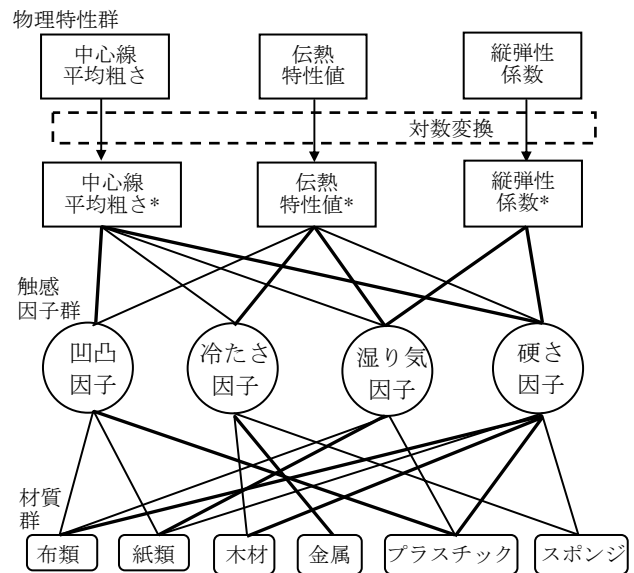 物理特性群
中心線
平均粗さ
伝熱
特性値
縦弾性
係数
対数変換
中心線
平均粗さ*
伝熱
特性値*
縦弾性
係数*
触感
因子群
凹凸
因子
冷たさ
因子
湿り気
因子
硬さ
因子
材質
群
布類
紙類
木材
金属
プラスチック
スポンジ